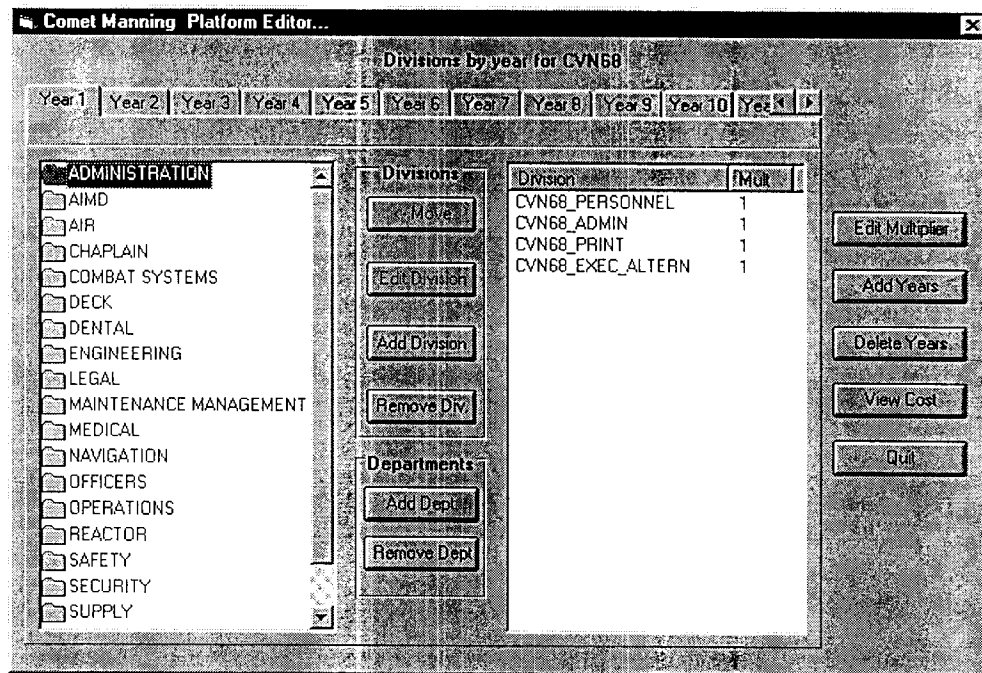 Comet Manning Platform Editor...
Divisions by year for CVN68
Year 1 Year 2 Year 3 Year 4 Year 5 Year 6 Year 7 Year 8 Year 9 Year 10
ADMINISTRATION
AIMD
AIR
CHAPLAIN
COMBAT SYSTEMS
DECK
DENTAL
ENGINEERING
LEGAL
MAINTENANCE MANAGEMENT
MEDICAL
NAVIGATION
OFFICERS
OPERATIONS
REACTOR
SAFETY
SECURITY
SUPPLY
Divisions
Move
Edit Division
Add Division
Remove Div.
Departments
Add Dept
Remove Dept
Division Mult
CVN68_PERSONNEL 1
CVN68_ADMIN 1
CVN68_PRINT 1
CVN68_EXEC_ALTERN 1
Edit Multiplier
Add Years
Delete Years
View Cost
Quit